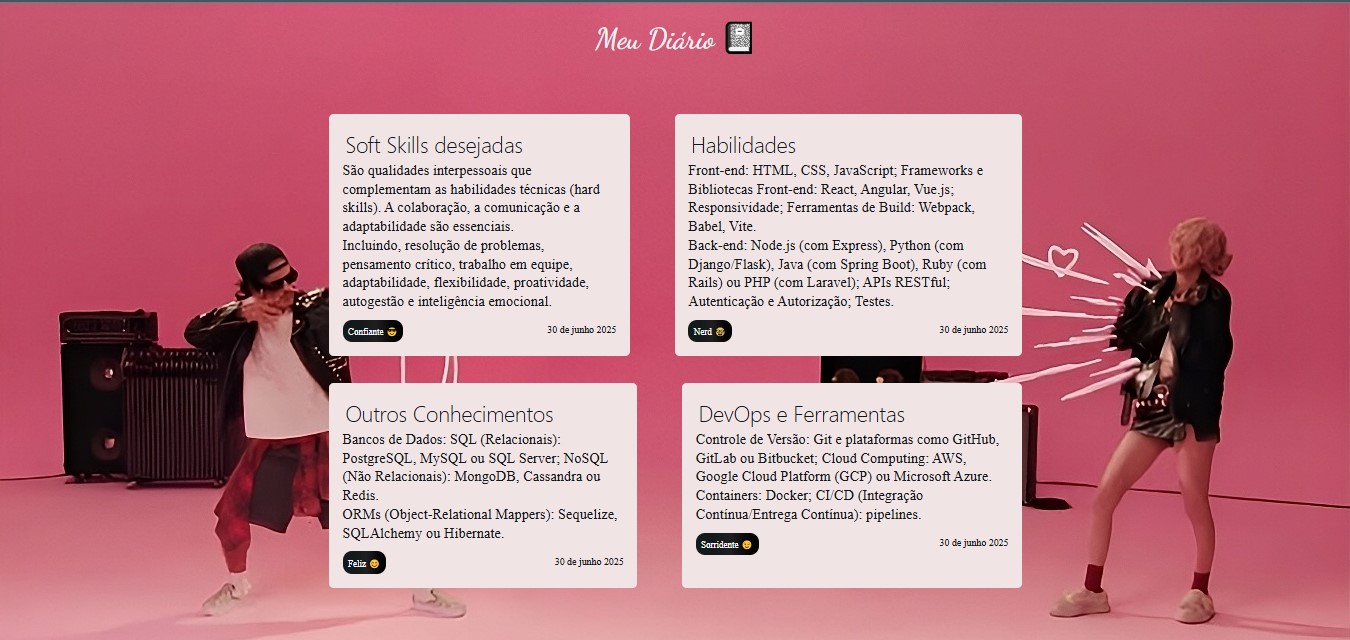 Meu Diário
Soft Skills desejadas
São qualidades interpessoais que
complementam as habilidades técnicas (hard
skills). A colaboração, a comunicação e a
adaptabilidade são essenciais.
Incluindo, resolução de problemas,
pensamento crítico, trabalho em equipe,
adaptabilidade, flexibilidade, proatividade,
autogestão e inteligência emocional.
Confiante 😎
30 de junho 2025
Habilidades
Front-end: HTML, CSS, JavaScript; Frameworks e
Bibliotecas Front-end: React, Angular, Vue.js;
Responsividade; Ferramentas de Build: Webpack,
Babel, Vite.
Back-end: Node.js (com Express), Python (com
Django/Flask), Java (com Spring Boot), Ruby (com
Rails) ou PHP (com Laravel); APIs RESTful;
Autenticação e Autorização; Testes.
Nerd 🤓
30 de junho 2025
Outros Conhecimentos
Bancos de Dados: SQL (Relacionais):
PostgreSQL, MySQL ou SQL Server; NoSQL
(Não Relacionais): MongoDB, Cassandra ou
Redis.
ORMs (Object-Relational Mappers): Sequelize,
SQLAlchemy ou Hibernate.
Feliz 😊
30 de junho 2025
DevOps e Ferramentas
Controle de Versão: Git e plataformas como GitHub,
GitLab ou Bitbucket; Cloud Computing: AWS,
Google Cloud Platform (GCP) ou Microsoft Azure.
Containers: Docker; CI/CD (Integração
Contínua/Entrega Contínua): pipelines.
Sorridente 😉
30 de junho 2025